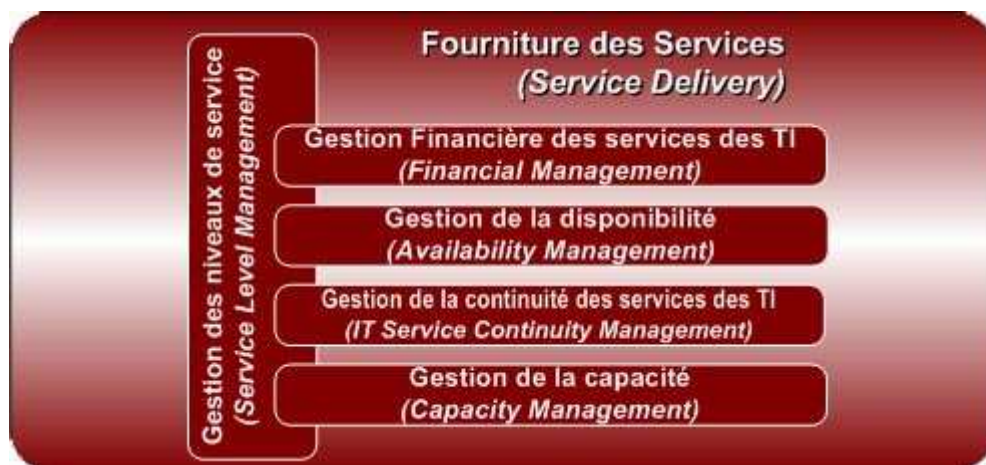 Fourniture des Services
(Service Delivery)
Gestion des niveaux de service
(Service Level Management)
Gestion Financière des services des TI
(Financial Management)
Gestion de la disponibilité
(Availability Management)
Gestion de la continuité des services des TI
(IT Service Continuity Management)
Gestion de la capacité
(Capacity Management)